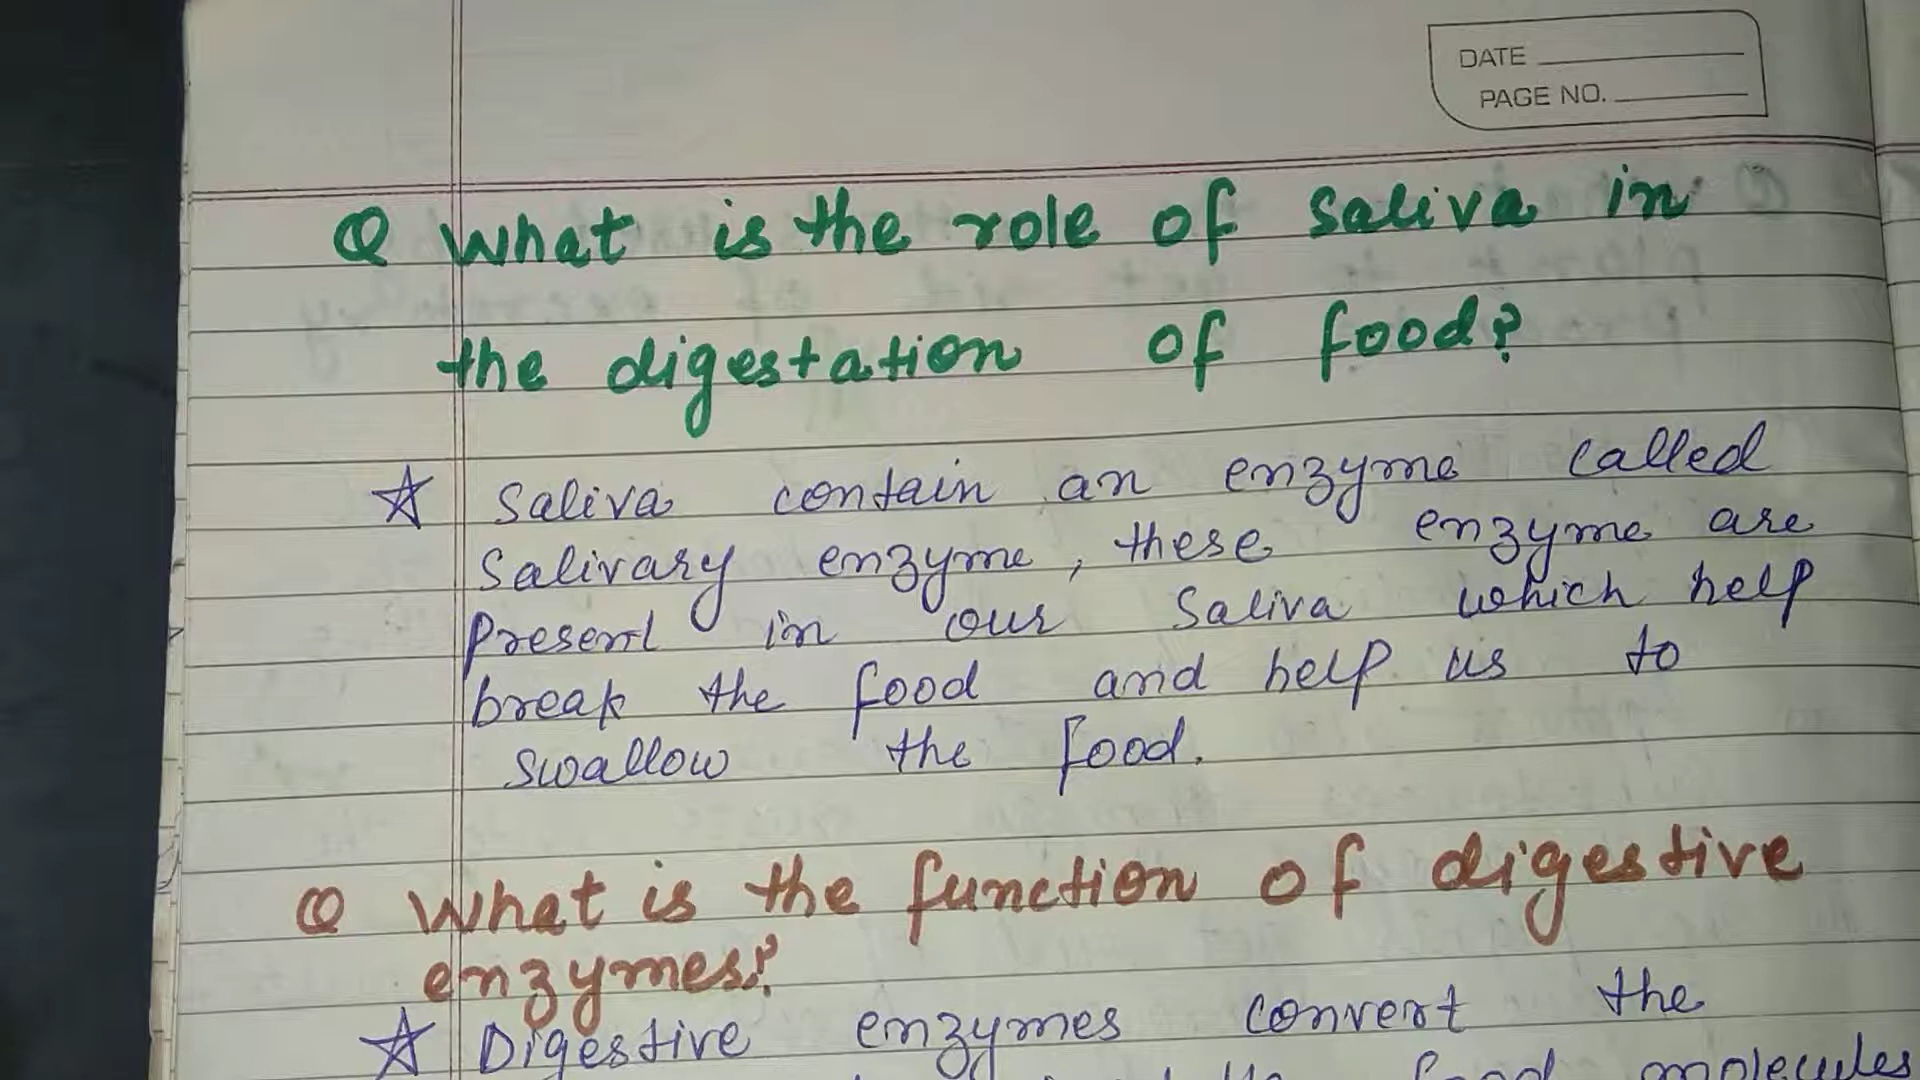 DATE
PAGE NO.
Q What is the role of saliva in
the digestation of food?
☆ Saliva contain an enzyme called
Salivary enzyme, these enzyme are
Present in our Saliva which help
break the food and help us to
swallow the food.
Q What is the function of digestive
enzymes?
☆ Digestive enzymes convert the
food molecules